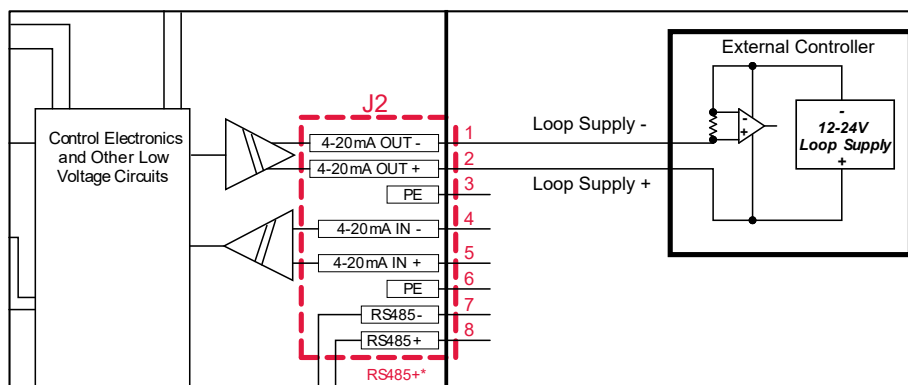 External Controller
J2
Control Electronics
and Other Low
Voltage Circuits
4-20mA OUT -
1
Loop Supply -
4-20mA OUT +
2
Loop Supply +
PE
3
4-20mA IN -
4
4-20mA IN +
5
PE
6
RS485-
7
RS485+
8
RS485+*
-
+
-
12-24V
Loop Supply
+